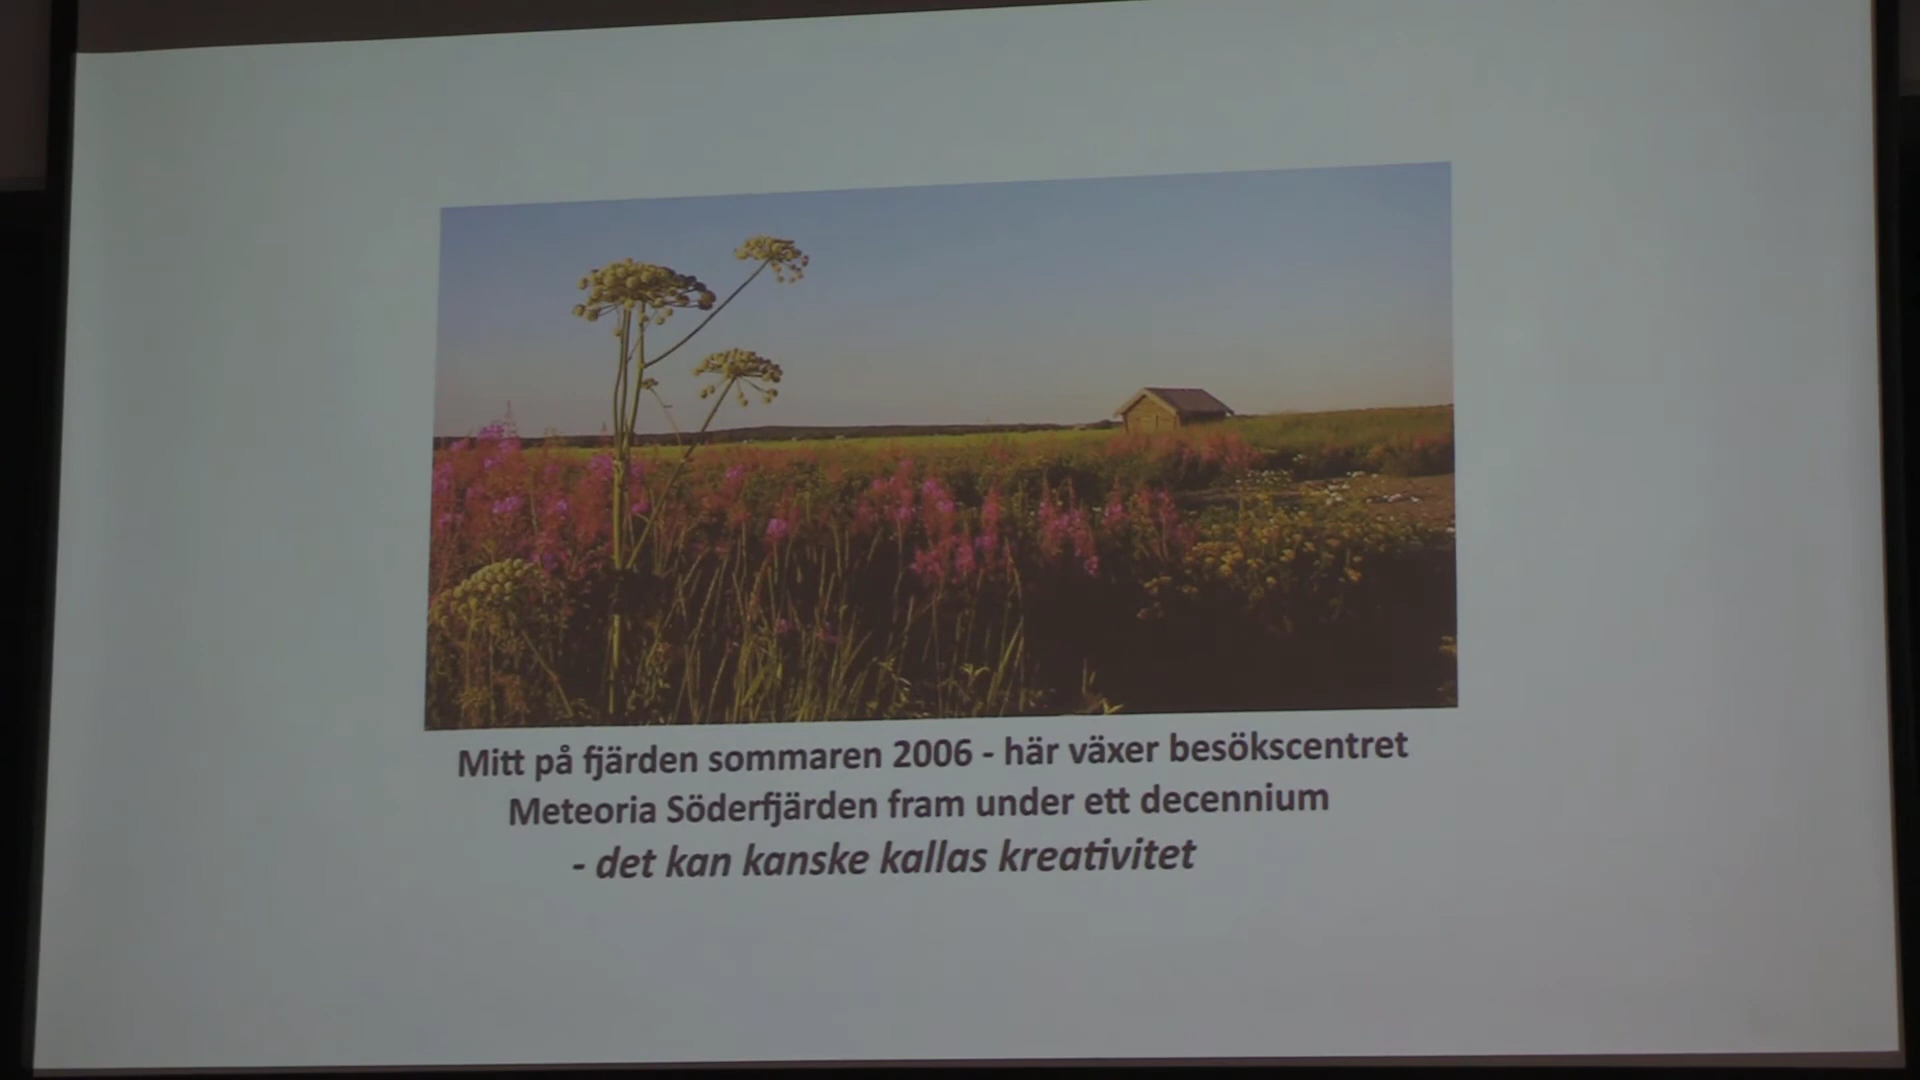 Mitt på fjärden sommaren 2006 - här växer besökscentret
Meteoria Söderfjärden fram under ett decennium
- det kan kanske kallas kreativitet